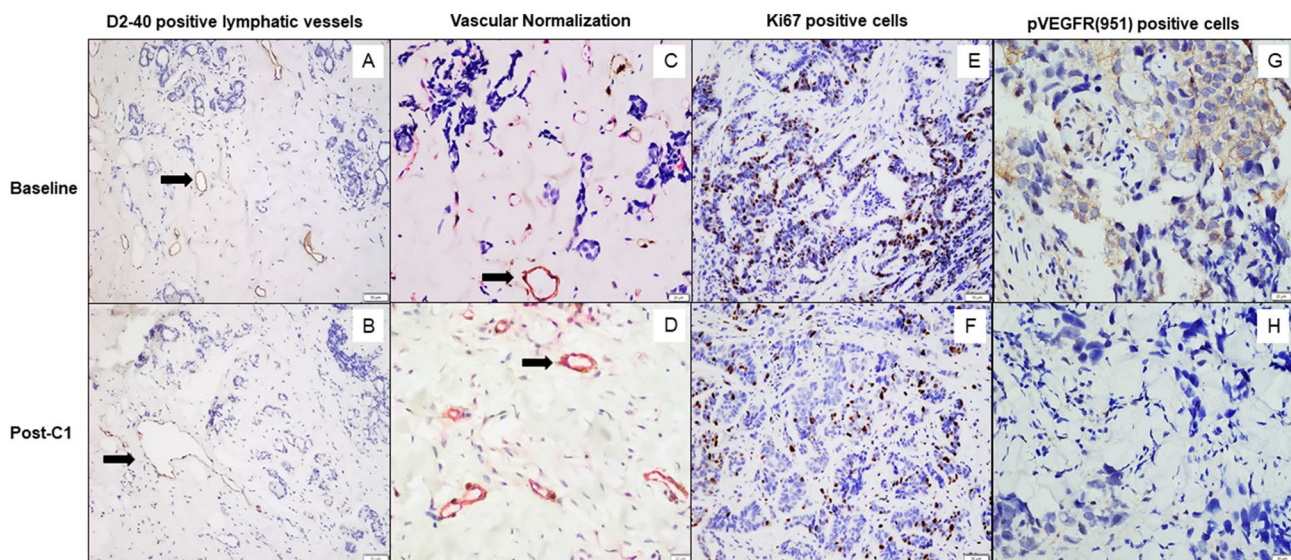 D2-40 positive lymphatic vessels
Vascular Normalization
Ki67 positive cells
pVEGFR(951) positive cells
Baseline
A
C
E
G
Post-C1
B
D
F
H